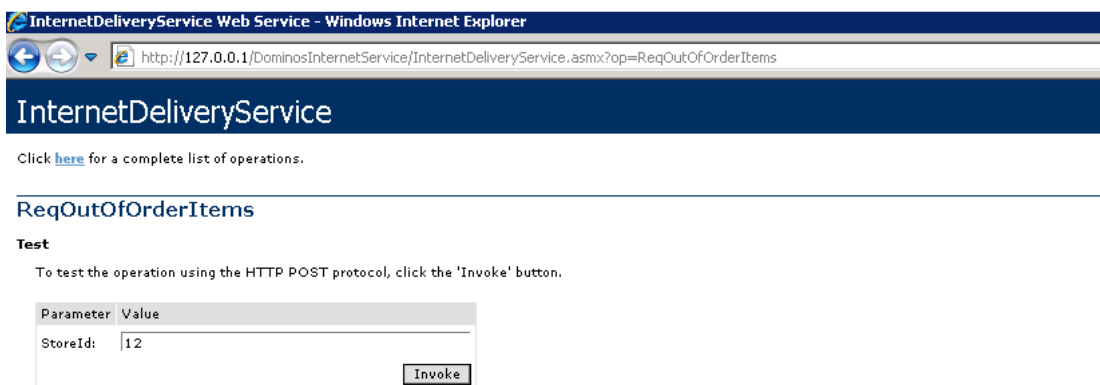 InternetDeliveryService Web Service - Windows Internet Explorer
http://127.0.0.1/DominosInternetService/InternetDeliveryService.asmx?op=ReqOutOfOrderItems
InternetDeliveryService
Click here for a complete list of operations.
ReqOutOfOrderItems
Test
To test the operation using the HTTP POST protocol, click the 'Invoke' button.
Parameter Value
StoreId: 12
Invoke